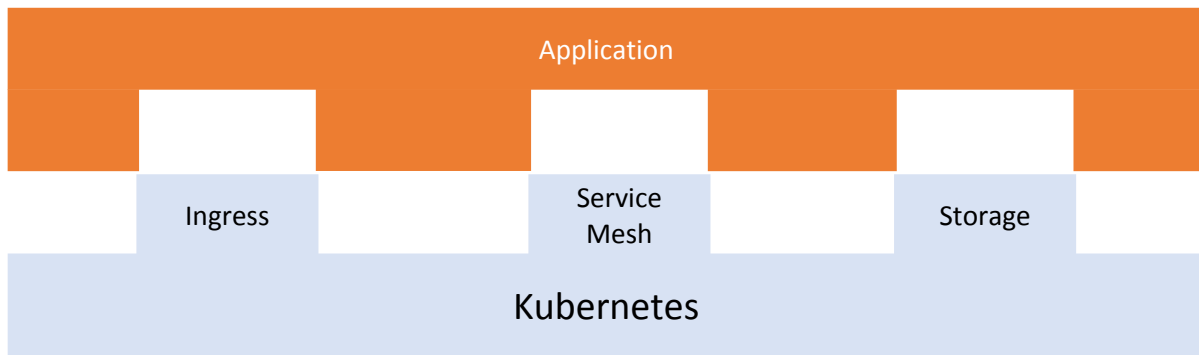 Application
Ingress
Service
Mesh
Storage
Kubernetes